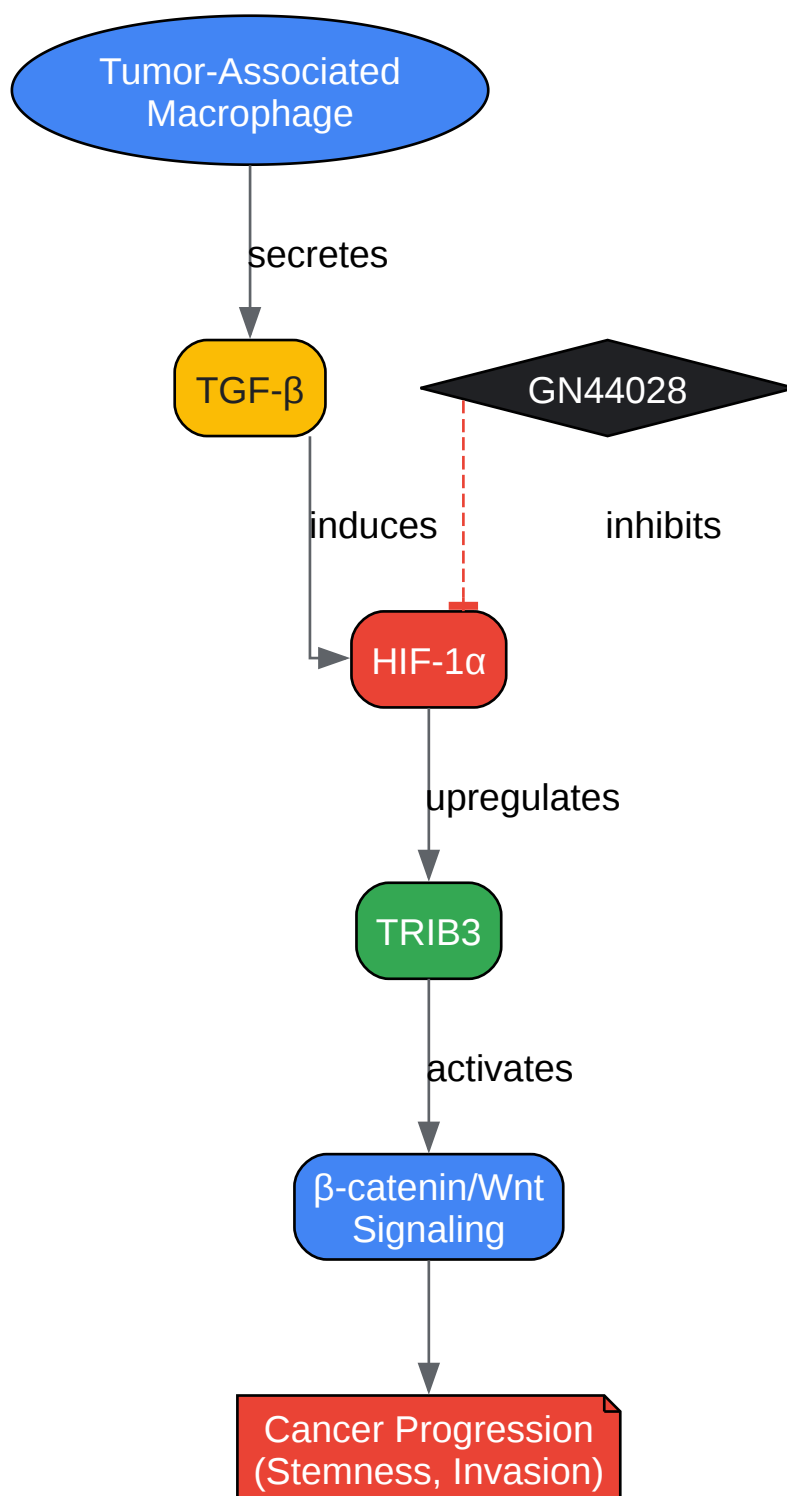 Tumor-Associated
Macrophage
secretes
TGF-β
GN44028
induces
inhibits
HIF-1α
upregulates
TRIB3
activates
β-catenin/Wnt
Signaling
Cancer Progression
(Stemness, Invasion)